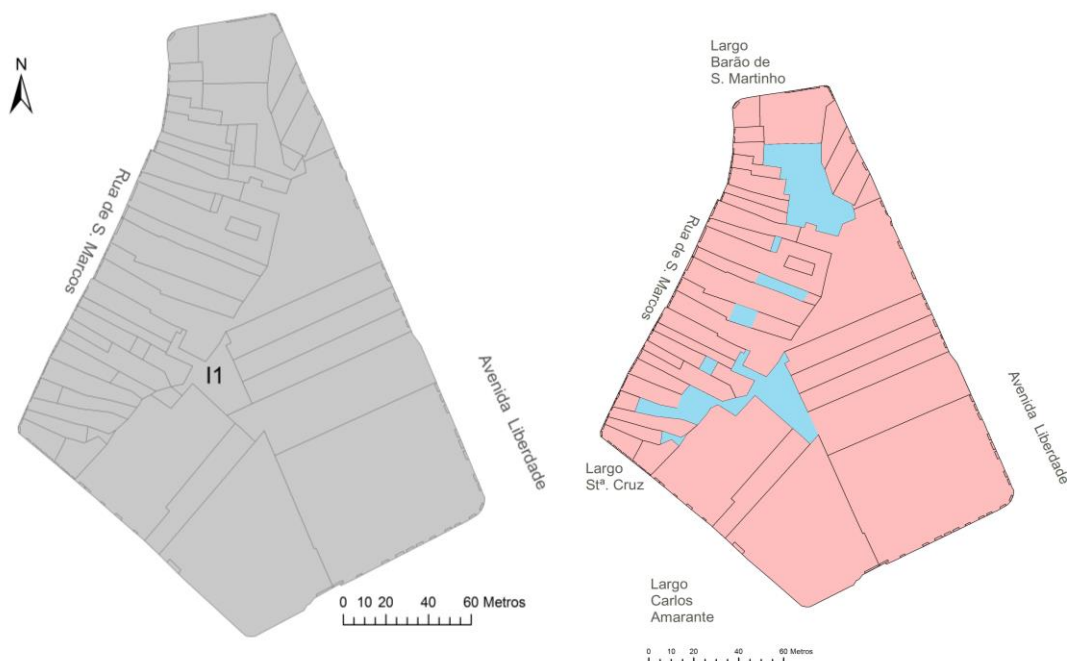 N
Rua de S. Marcos
I1
Avenida Liberdade
0 10 20 40 60 Metros
Largo
Barão de
S. Martinho
Rua de S. Marcos
Avenida Liberdade
Largo
Stª. Cruz
Largo
Carlos
Amarante
0 10 20 40 60 Metros